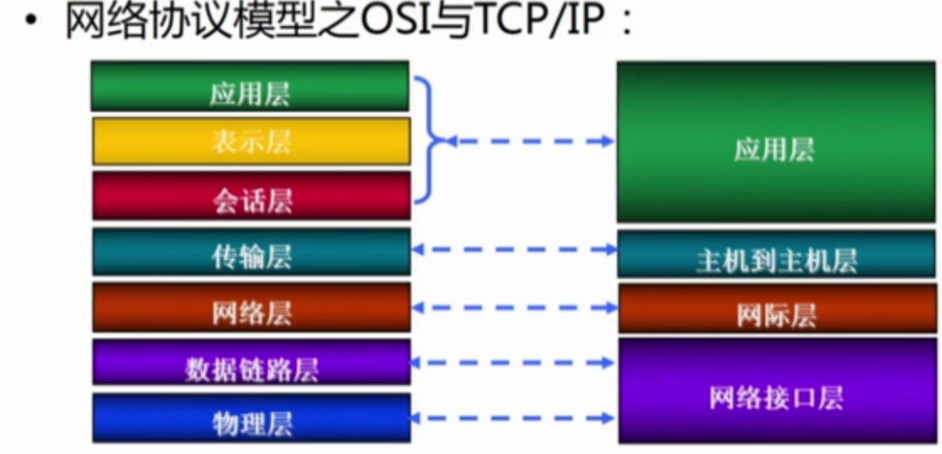 • 网络协议模型之OSI与TCP/IP：
应用层
表示层
会话层
传输层
网络层
数据链路层
物理层
应用层
主机到主机层
网际层
网络接口层